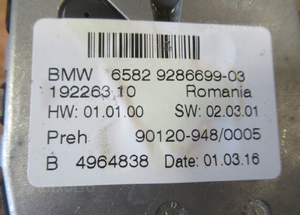 BMW 6582 9286699-03
192263 10 Romania
HW: 01.01.00 SW: 02.03.01
Preh 90120-948/0005
B 4964838 Date: 01.03.16